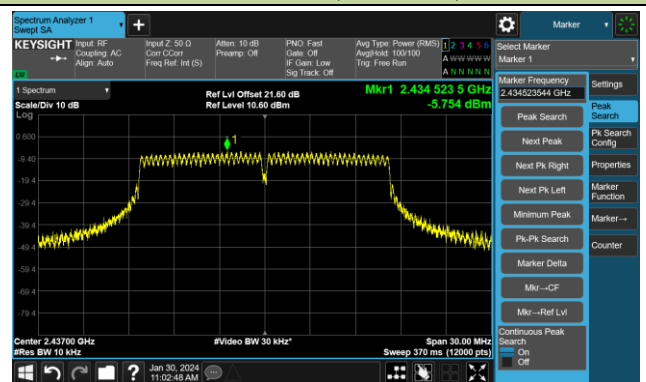 Spectrum Analyzer 1
Swept SA
Marker
KEYSIGHT
Input: RF
Coupling: AC
Align: Auto
Input Z: 50 Ω
Corr CCorr
Freq Ref: Int (S)
Atten: 10 dB
Preamp: Off
PNO: Fast
Gate: Off
IF Gain: Low
Sig Track: Off
Avg Type: Power (RMS)
Avg|Hold: 100/100
Trig: Free Run
1 2 3 4 5 6
A W W W W W
A N N N N N
LW
Select Marker
Marker 1
1 Spectrum
Scale/Div 10 dB
Log
Ref Lvl Offset 21.60 dB
Ref Level 10.60 dBm
Mkr1 2.434 523 5 GHz
-5.754 dBm
1
0.600
-9.40
-19.4
-29.4
-39.4
-49.4
-59.4
-69.4
-79.4
Center 2.43700 GHz
#Res BW 10 kHz
#Video BW 30 kHz*
Span 30.00 MHz
Sweep 370 ms (12000 pts)
Marker Frequency
2.434523544 GHz
Peak Search
Next Peak
Next Pk Right
Next Pk Left
Minimum Peak
Pk-Pk Search
Marker Delta
Mkr→CF
Mkr→Ref Lvl
Continuous Peak
Search
On
Off
Settings
Peak
Search
Pk Search
Config
Properties
Marker
Function
Marker→
Counter
?
Jan 30, 2024
11:02:48 AM